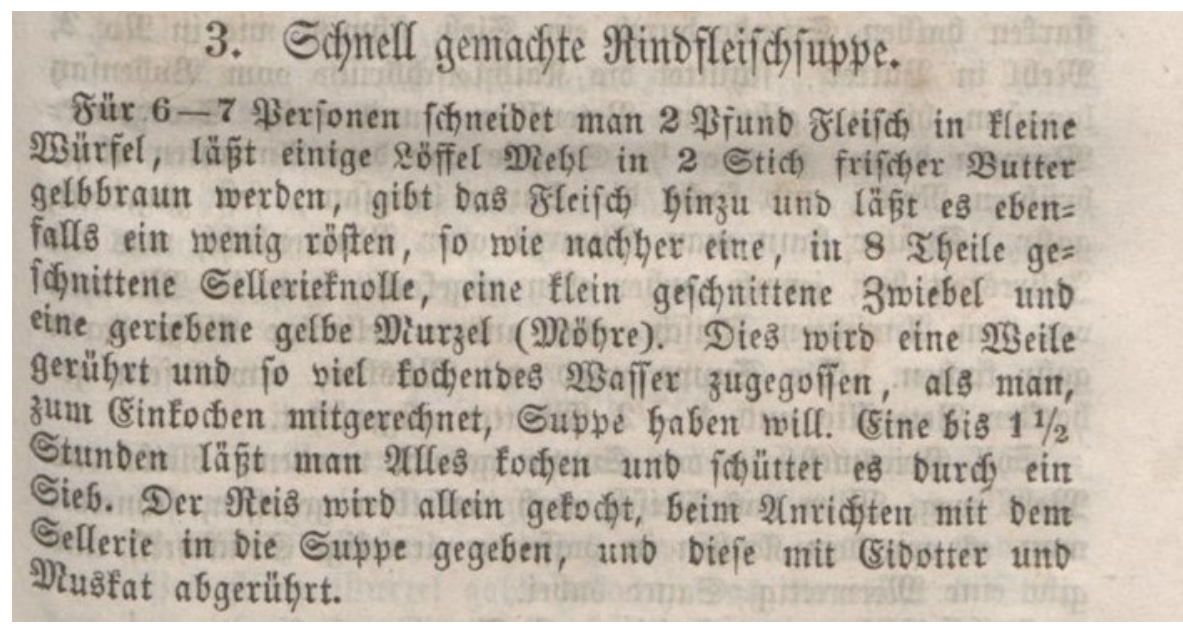 3. Schnell gemachte Rindfleischsuppe.
Für 6—7 Personen schneidet man 2 Pfund Fleisch in kleine
Würfel, läßt einige Löffel Mehl in 2 Stich frischer Butter
gelbbraun werden, gibt das Fleisch hinzu und läßt es eben-
falls ein wenig rösten, so wie nachher eine, in 8 Theile ge-
schnittene Sellerieknolle, eine klein geschnittene Zwiebel und
eine geriebene gelbe Wurzel (Möhre). Dies wird eine Weile
gerührt und so viel kochendes Wasser zugegossen, als man,
zum Einkochen mitgerechnet, Suppe haben will. Eine bis 1 1/2
Stunden läßt man Alles kochen und schüttet es durch ein
Sieb. Der Reis wird allein gekocht, beim Anrichten mit dem
Sellerie in die Suppe gegeben, und diese mit Eidotter und
Muskat abgerührt.